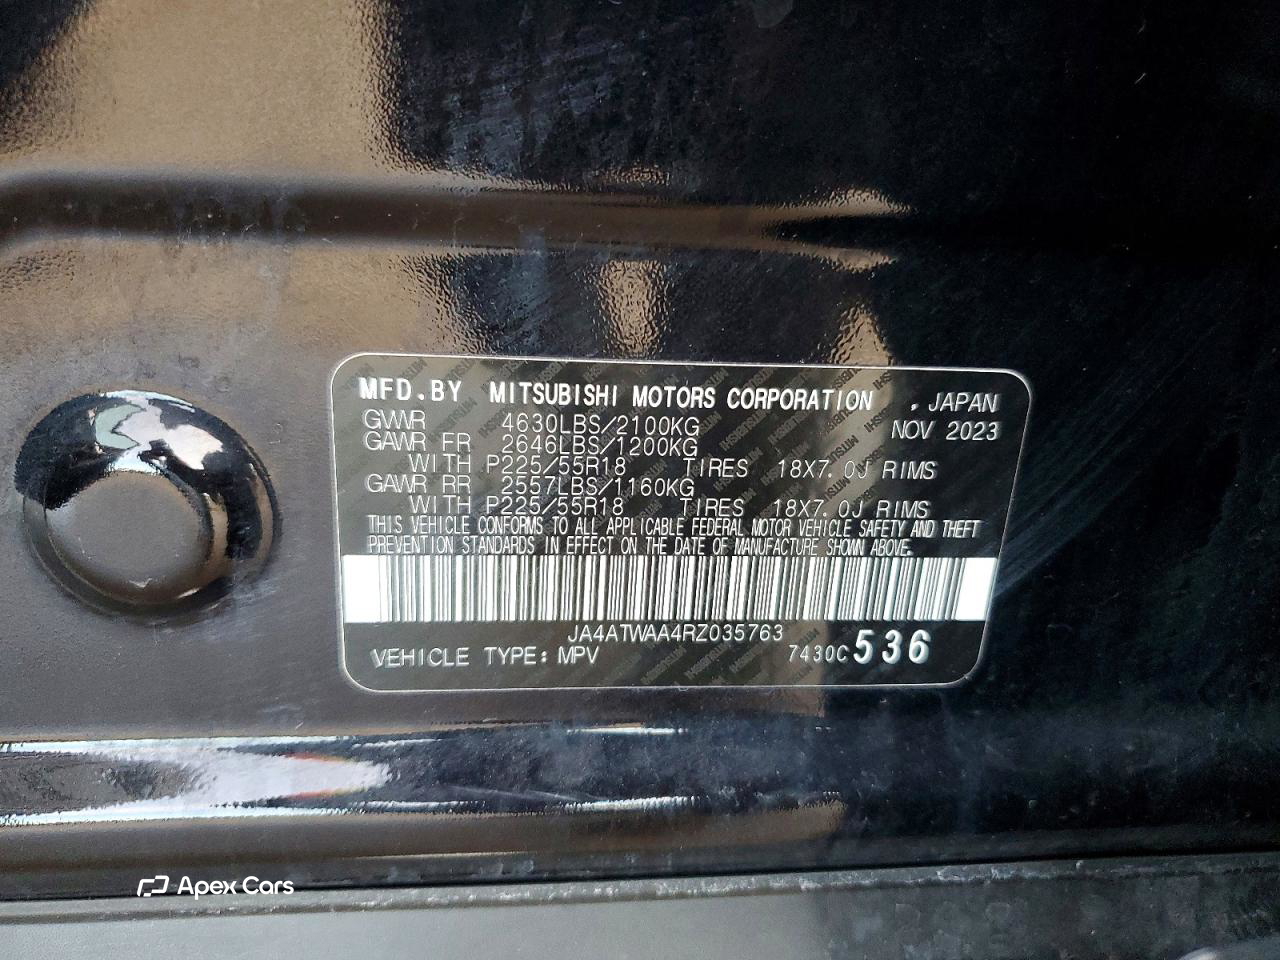 MFD.BY MITSUBISHI MOTORS CORPORATION , JAPAN
GVWR 4630LBS/2100KG NOV 2023
GAWR FR 2646LBS/1200KG
WITH P225/55R18 TIRES 18X7.0J RIMS
GAWR RR 2557LBS/1160KG
WITH P225/55R18 TIRES 18X7.0J RIMS
THIS VEHICLE CONFORMS TO ALL APPLICABLE FEDERAL MOTOR VEHICLE SAFETY AND THEFT
PREVENTION STANDARDS IN EFFECT ON THE DATE OF MANUFACTURE SHOWN ABOVE.
JA4ATWAA4RZ035763
VEHICLE TYPE: MPV 7430C 536
Apex Cars